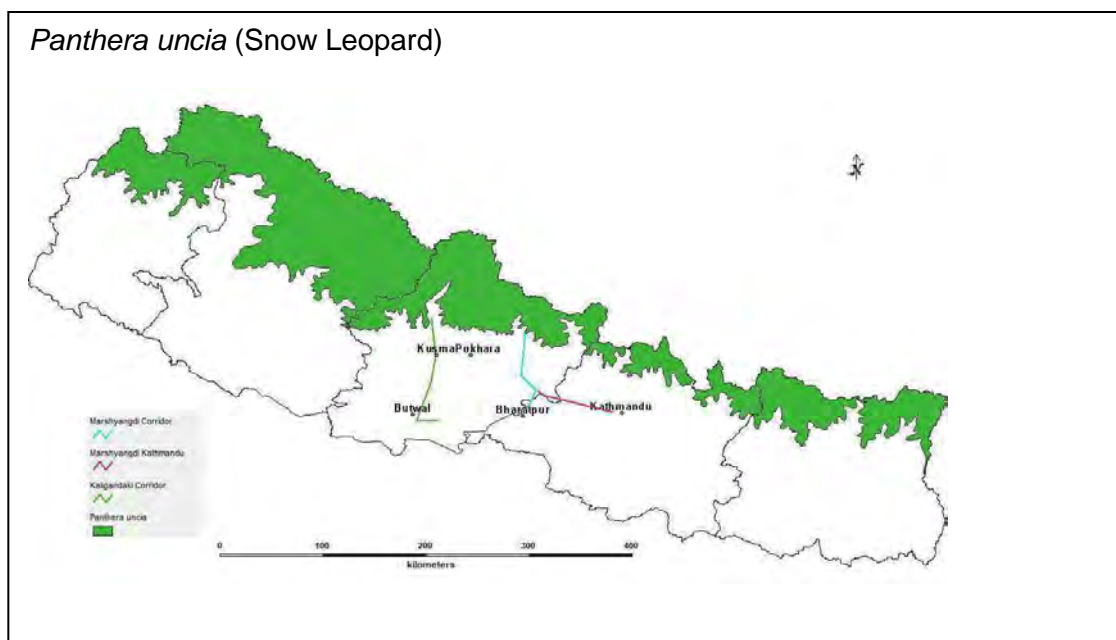 Panthera uncia (Snow Leopard)
N
Kusma Pokhara
Butwal
Bharatpur
Kathmandu
Marshyangdi Corridor
Marshyangdi Kathmandu
Kaligandaki Corridor
Panthera uncia
0 100 200 300 400
kilometers